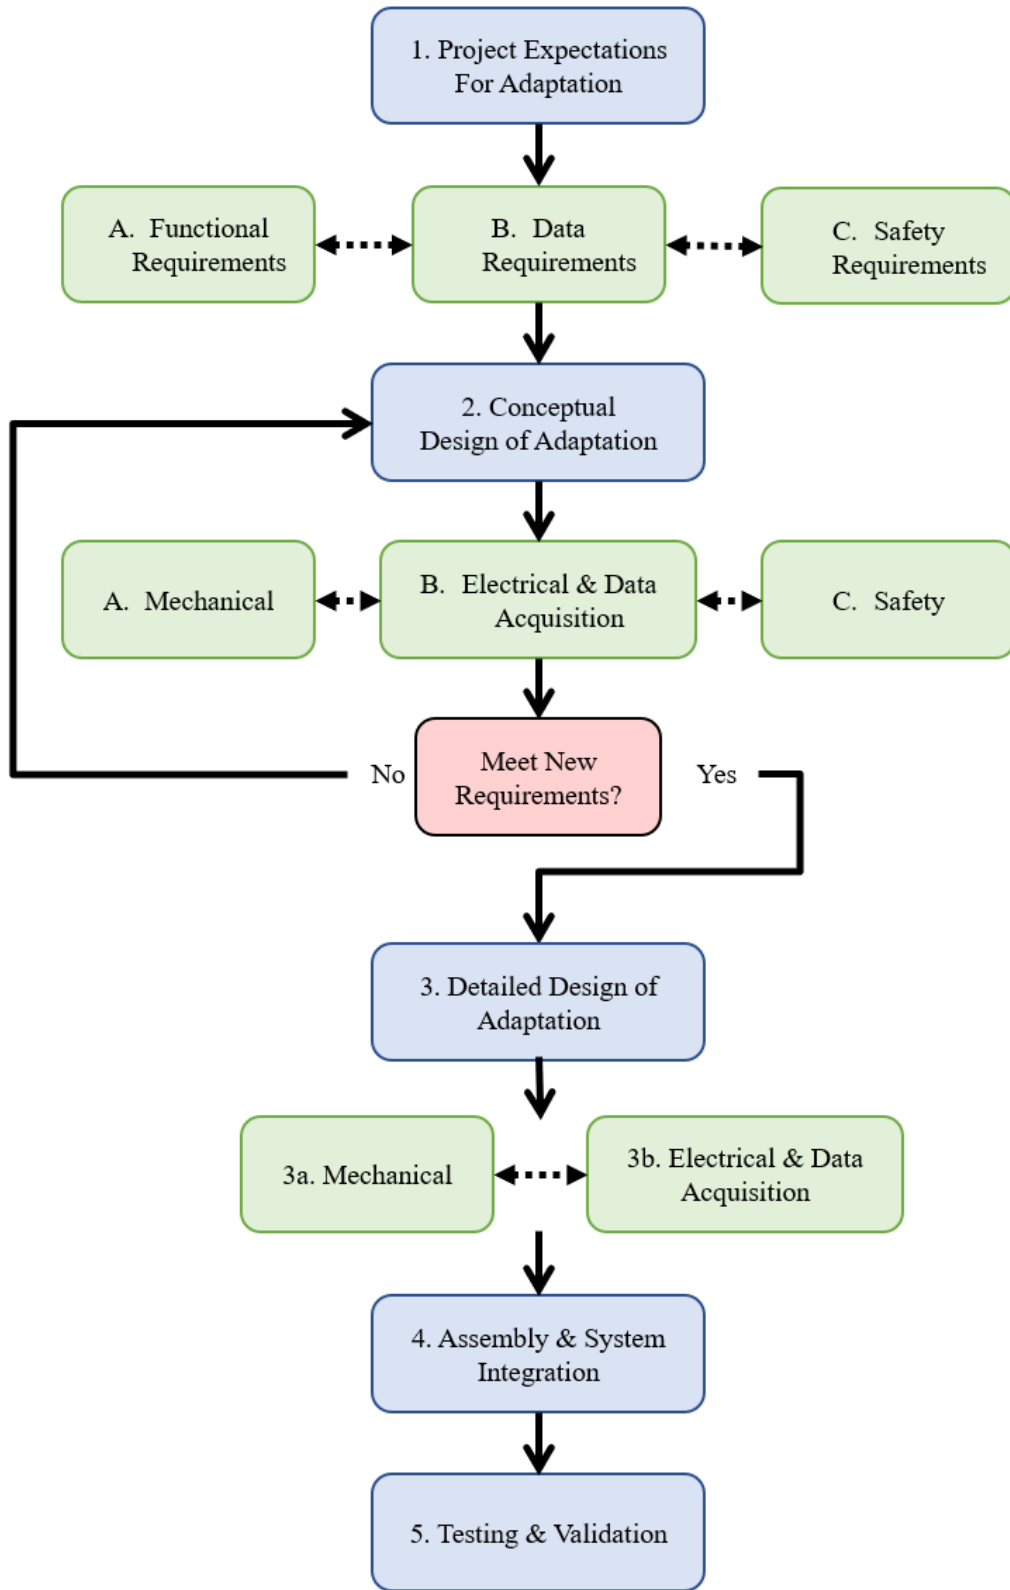 1. Project Expectations
For Adaptation
A. Functional
Requirements
B. Data
Requirements
C. Safety
Requirements
2. Conceptual
Design of Adaptation
A. Mechanical
B. Electrical & Data
Acquisition
C. Safety
No
Meet New
Requirements?
Yes
3. Detailed Design of
Adaptation
3a. Mechanical
3b. Electrical & Data
Acquisition
4. Assembly & System
Integration
5. Testing & Validation